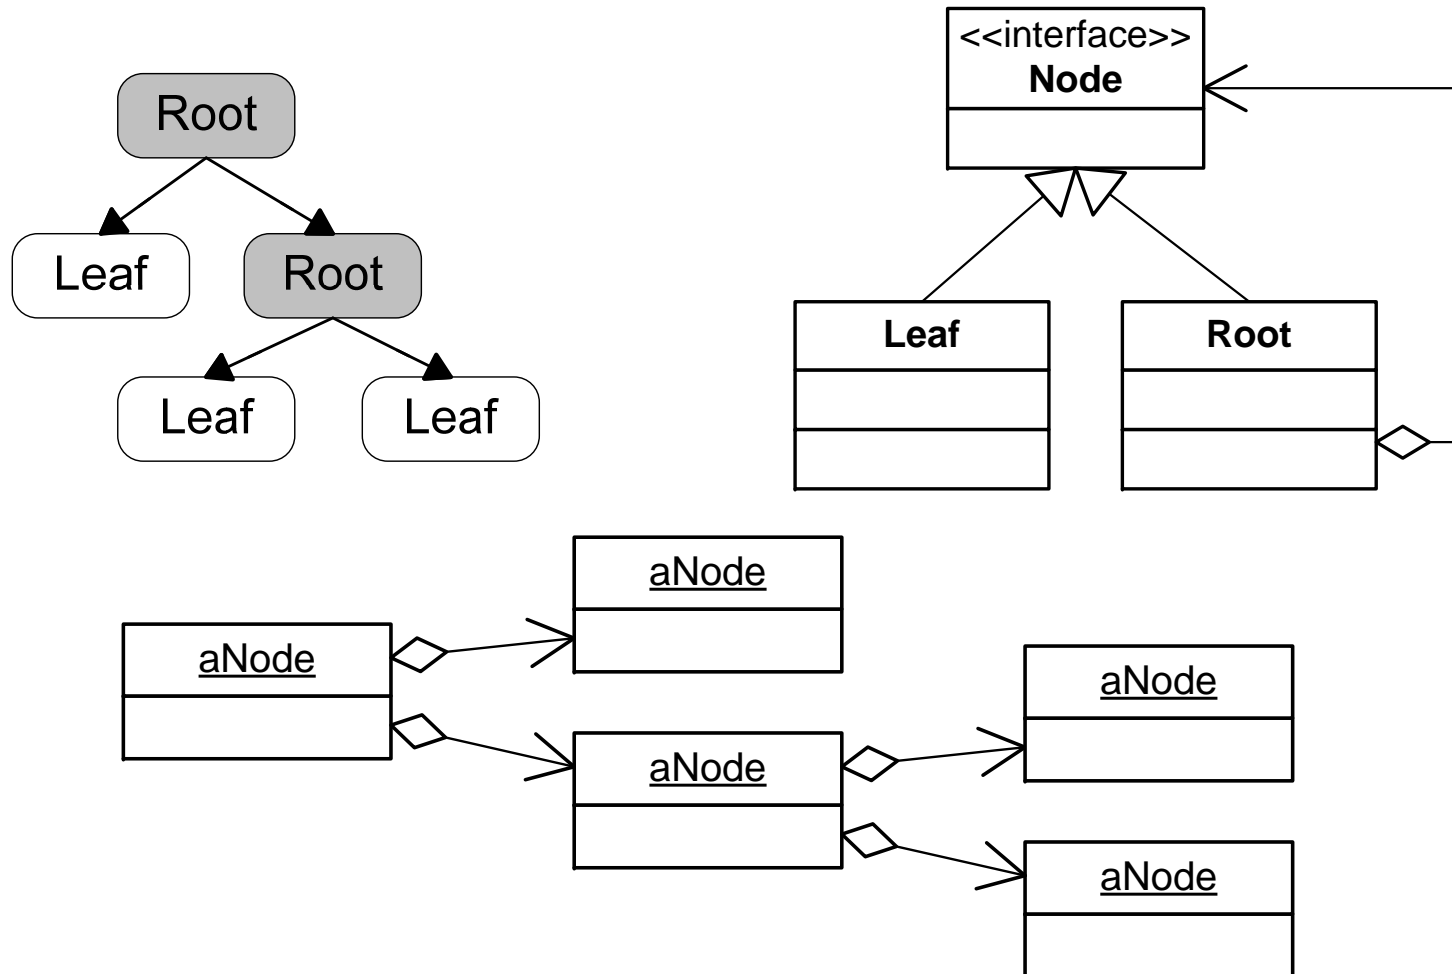 Root
Leaf
Root
Leaf
Leaf
<<interface>>
Node
Leaf
Root
aNode
aNode
aNode
aNode
aNode